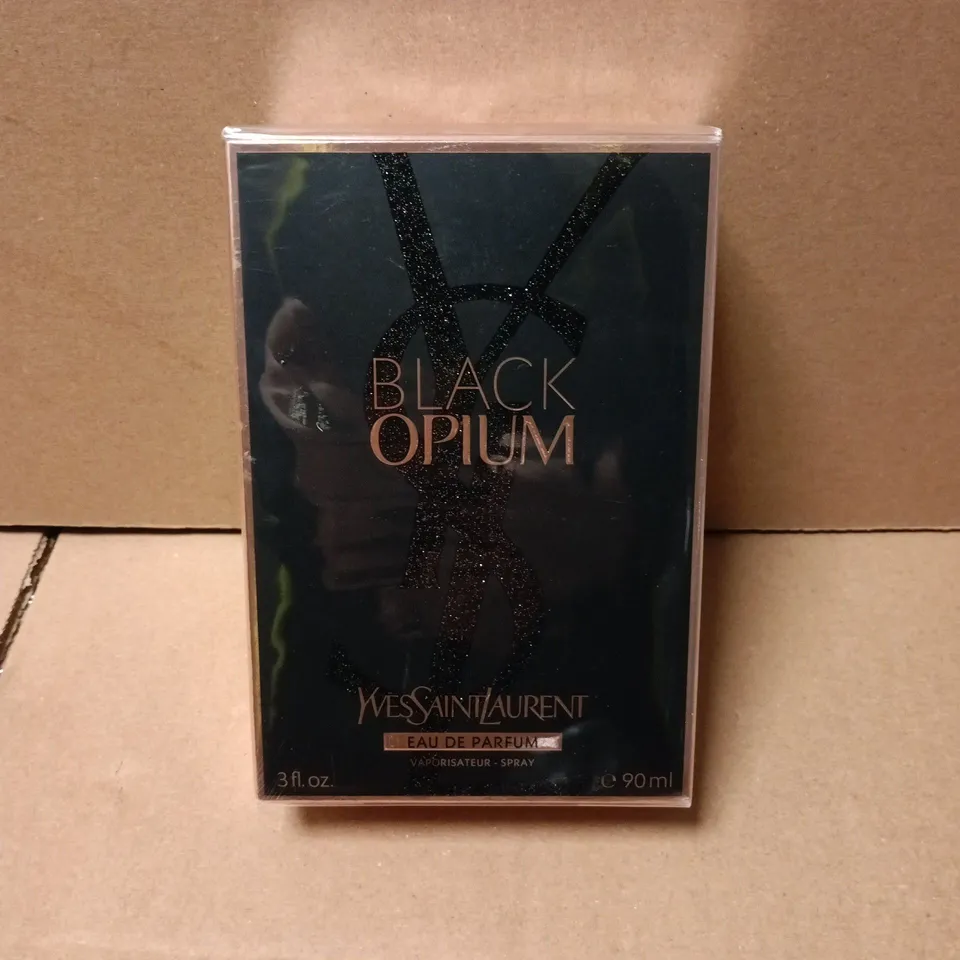 BLACK
OPIUM
YVESSAINTLAURENT
EAU DE PARFUM
VAPORISATEUR - SPRAY
3 fl. oz. ℮ 90 ml